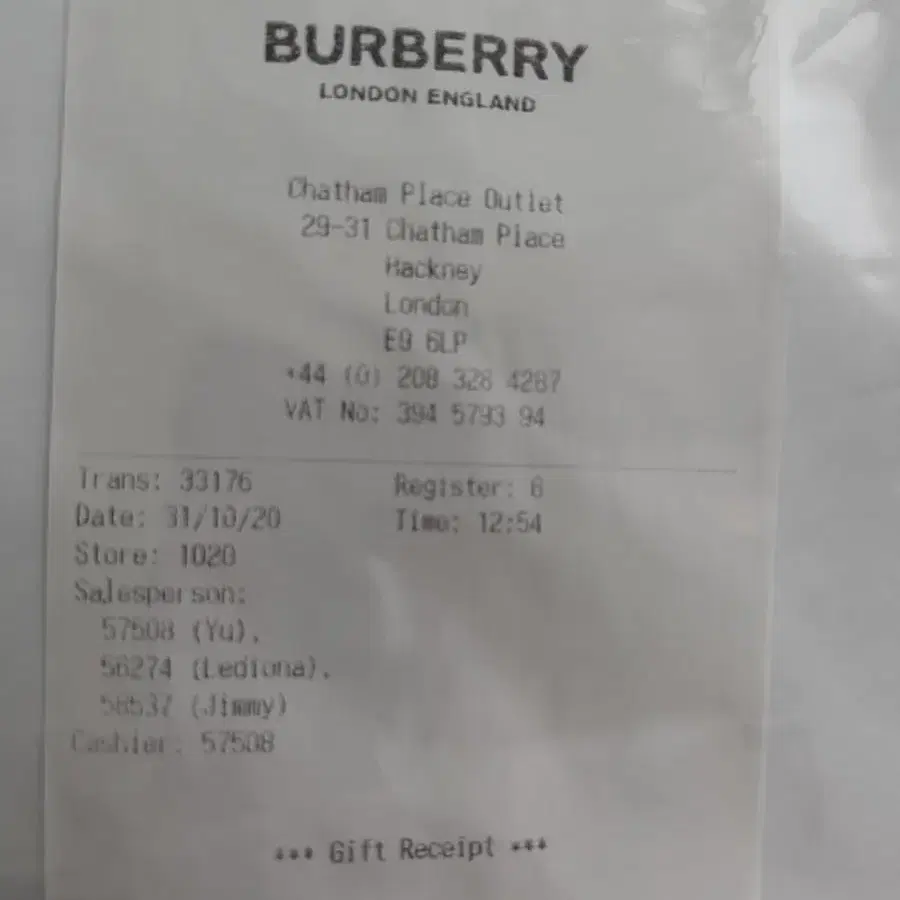 BURBERRY
LONDON ENGLAND
Chatham Place Outlet
29-31 Chatham Place
Hackney
London
E9 6LP
+44 (0) 208 328 4287
VAT No: 394 5793 94
Trans: 33176 Register: 6
Date: 31/10/20 Time: 12:54
Store: 1020
Salesperson:
57508 (Yu),
56274 (Lediona),
58537 (Jimmy)
Cashier: 57508
*** Gift Receipt ***